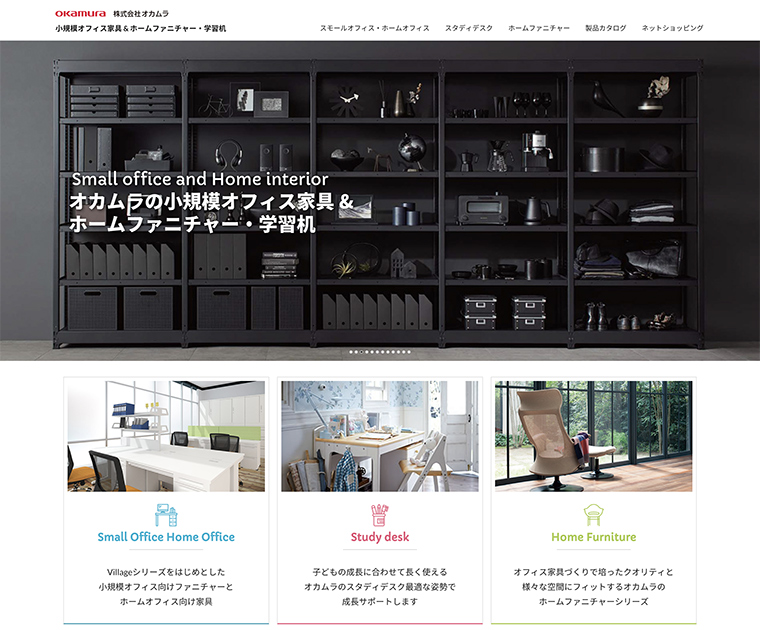 okamura 株式会社オカムラ
小規模オフィス家具＆ホームファニチャー・学習机
スモールオフィス・ホームオフィス スタディデスク ホームファニチャー 製品カタログ ネットショッピング
Small office and Home interior
オカムラの小規模オフィス家具＆
ホームファニチャー・学習机
Small Office Home Office
Villageシリーズをはじめとした
小規模オフィス向けファニチャーと
ホームオフィス向け家具
Study desk
子どもの成長に合わせて長く使える
オカムラのスタディデスク最適な姿勢で
成長サポートします
Home Furniture
オフィス家具づくりで培ったクオリティと
様々な空間にフィットするオカムラの
ホームファニチャーシリーズ